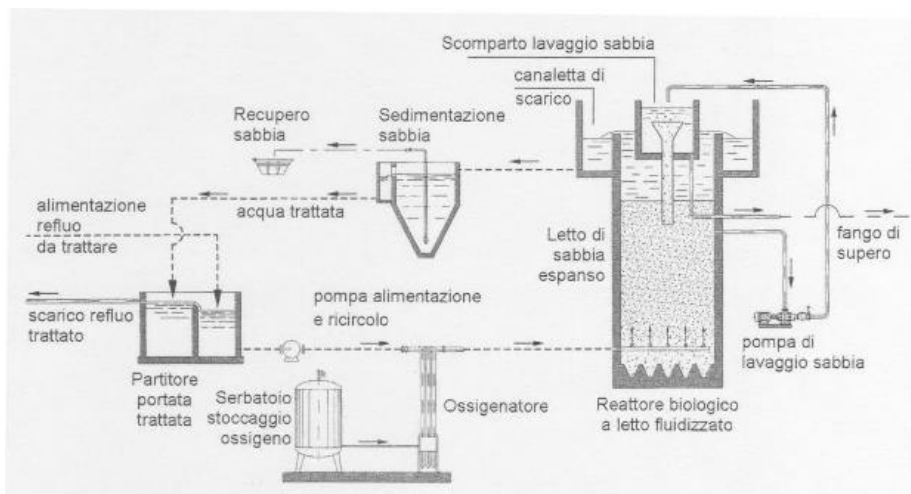 Scomparto lavaggio sabbia
canaletta di
scarico
Recupero
sabbia
Sedimentazione
sabbia
alimentazione
refluo
da trattare
acqua trattata
Letto di
sabbia
espanso
fango di
supero
scarico refluo
trattato
pompa alimentazione
e ricircolo
pompa di
lavaggio sabbia
Partitore
portata
trattata
Serbatoio
stoccaggio
ossigeno
Ossigenatore
Reattore biologico
a letto fluidizzato